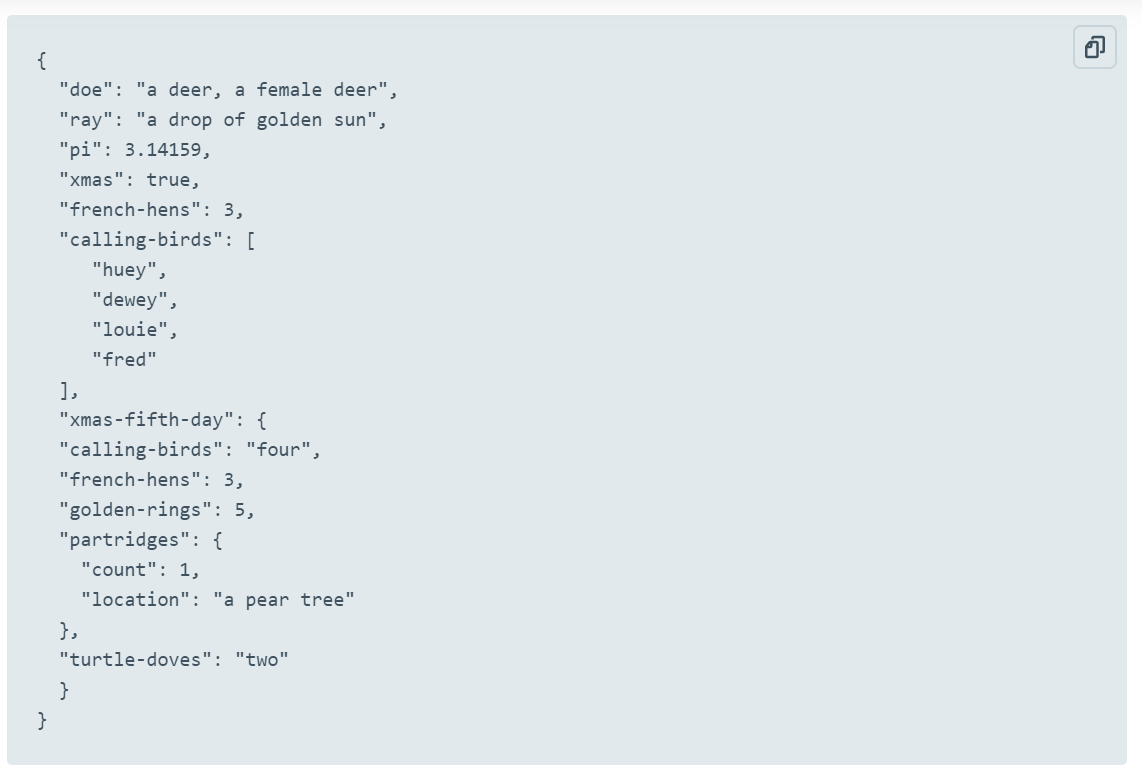 {
  "doe": "a deer, a female deer",
  "ray": "a drop of golden sun",
  "pi": 3.14159,
  "xmas": true,
  "french-hens": 3,
  "calling-birds": [
     "huey",
     "dewey",
     "louie",
     "fred"
  ],
  "xmas-fifth-day": {
  "calling-birds": "four",
  "french-hens": 3,
  "golden-rings": 5,
  "partridges": {
    "count": 1,
    "location": "a pear tree"
  },
  "turtle-doves": "two"
  }
}